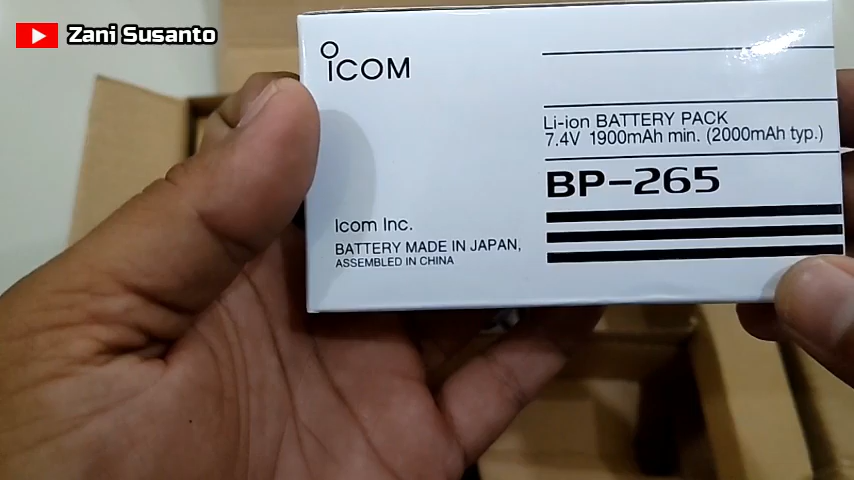 Zani Susanto
ICOM
Li-ion BATTERY PACK
7.4V 1900mAh min. (2000mAh typ.)
BP-265
Icom Inc.
BATTERY MADE IN JAPAN,
ASSEMBLED IN CHINA